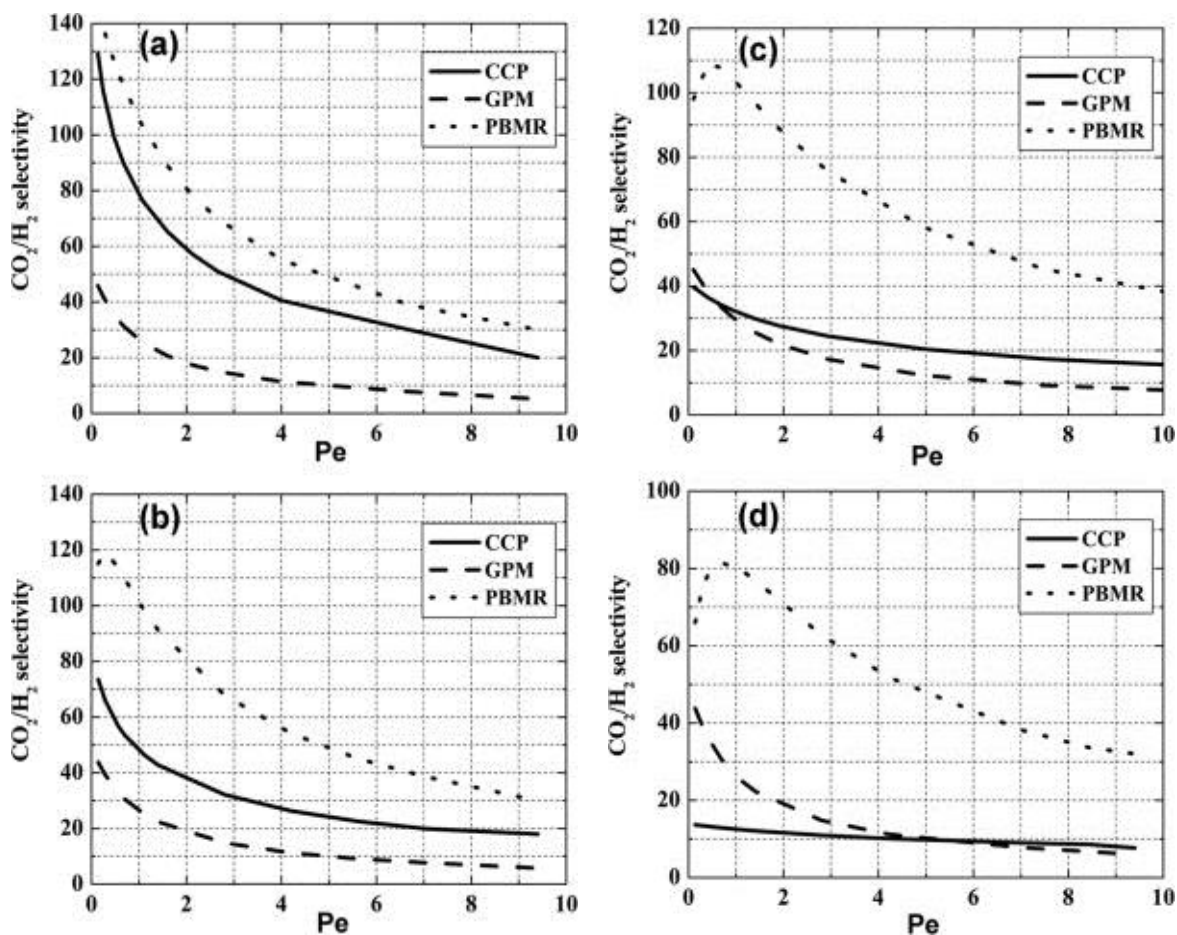 (a)
CO₂/H₂ selectivity
140
120
100
80
60
40
20
0
CCP
GPM
PBMR
0 2 4 6 8 10
Pe
(c)
CO₂/H₂ selectivity
120
100
80
60
40
20
0
CCP
GPM
PBMR
0 2 4 6 8 10
Pe
(b)
CO₂/H₂ selectivity
140
120
100
80
60
40
20
0
CCP
GPM
PBMR
0 2 4 6 8 10
Pe
(d)
CO₂/H₂ selectivity
100
80
60
40
20
0
CCP
GPM
PBMR
0 2 4 6 8 10
Pe